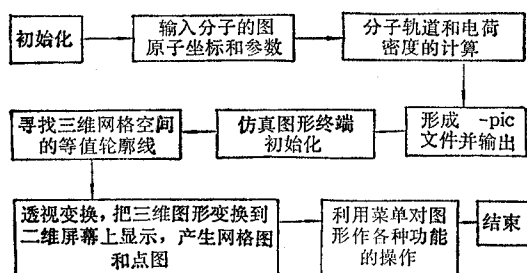 初始化
输入分子的图
原子坐标和参数
分子轨道和电荷
密度的计算
形成 -pic
文件并输出
仿真图形终端
初始化
寻找三维网格空间
的等值轮廓线
透视变换，把三维图形变换到
二维屏幕上显示，产生网格图
和点图
利用菜单对图
形作各种功能
的操作
结束